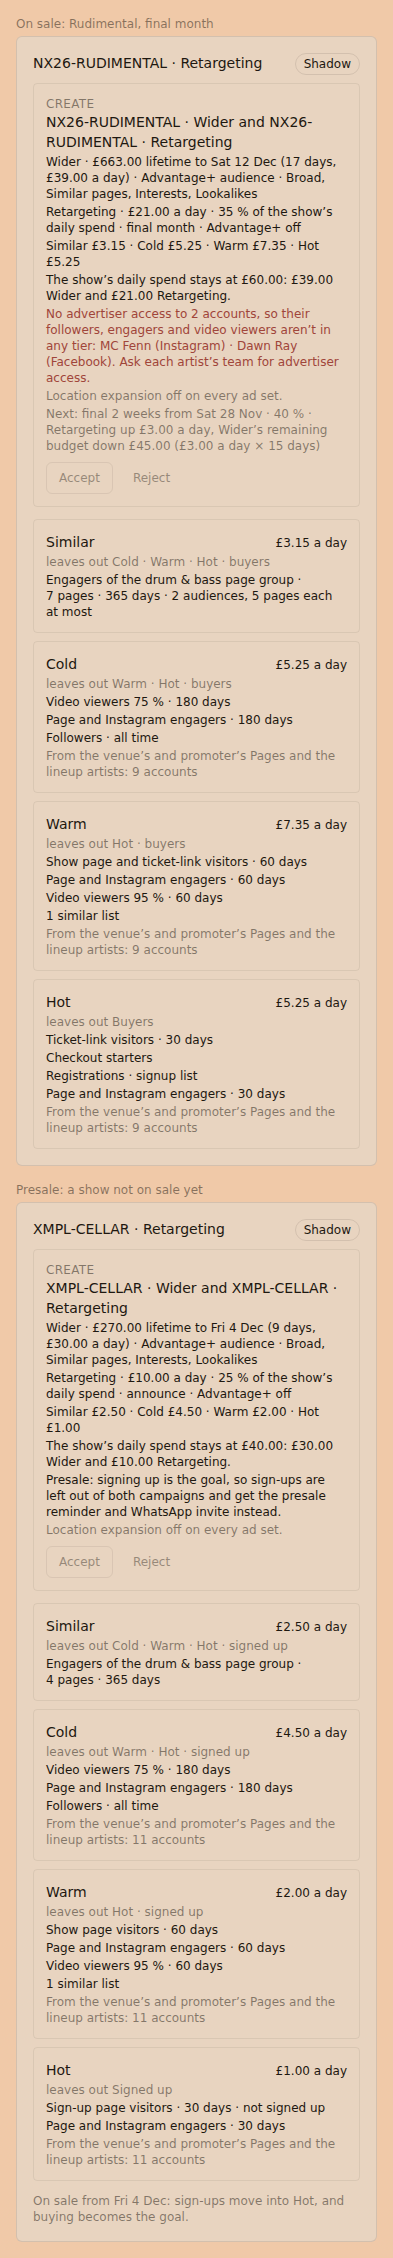 On sale: Rudimental, final month
NX26-RUDIMENTAL · Retargeting
Shadow
CREATE
NX26-RUDIMENTAL · Wider and NX26-
RUDIMENTAL · Retargeting
Wider · £663.00 lifetime to Sat 12 Dec (17 days,
£39.00 a day) · Advantage+ audience · Broad,
Similar pages, Interests, Lookalikes
Retargeting · £21.00 a day · 35 % of the show’s
daily spend · final month · Advantage+ off
Similar £3.15 · Cold £5.25 · Warm £7.35 · Hot
£5.25
The show’s daily spend stays at £60.00: £39.00
Wider and £21.00 Retargeting.
No advertiser access to 2 accounts, so their
followers, engagers and video viewers aren’t in
any tier: MC Fenn (Instagram) · Dawn Ray
(Facebook). Ask each artist’s team for advertiser
access.
Location expansion off on every ad set.
Next: final 2 weeks from Sat 28 Nov · 40 % ·
Retargeting up £3.00 a day, Wider’s remaining
budget down £45.00 (£3.00 a day × 15 days)
Accept
Reject
Similar
£3.15 a day
leaves out Cold · Warm · Hot · buyers
Engagers of the drum & bass page group ·
7 pages · 365 days · 2 audiences, 5 pages each
at most
Cold
£5.25 a day
leaves out Warm · Hot · buyers
Video viewers 75 % · 180 days
Page and Instagram engagers · 180 days
Followers · all time
From the venue’s and promoter’s Pages and the
lineup artists: 9 accounts
Warm
£7.35 a day
leaves out Hot · buyers
Show page and ticket-link visitors · 60 days
Page and Instagram engagers · 60 days
Video viewers 95 % · 60 days
1 similar list
From the venue’s and promoter’s Pages and the
lineup artists: 9 accounts
Hot
£5.25 a day
leaves out Buyers
Ticket-link visitors · 30 days
Checkout starters
Registrations · signup list
Page and Instagram engagers · 30 days
From the venue’s and promoter’s Pages and the
lineup artists: 9 accounts
Presale: a show not on sale yet
XMPL-CELLAR · Retargeting
Shadow
CREATE
XMPL-CELLAR · Wider and XMPL-CELLAR ·
Retargeting
Wider · £270.00 lifetime to Fri 4 Dec (9 days,
£30.00 a day) · Advantage+ audience · Broad,
Similar pages, Interests, Lookalikes
Retargeting · £10.00 a day · 25 % of the show’s
daily spend · announce · Advantage+ off
Similar £2.50 · Cold £4.50 · Warm £2.00 · Hot
£1.00
The show’s daily spend stays at £40.00: £30.00
Wider and £10.00 Retargeting.
Presale: signing up is the goal, so sign-ups are
left out of both campaigns and get the presale
reminder and WhatsApp invite instead.
Location expansion off on every ad set.
Accept
Reject
Similar
£2.50 a day
leaves out Cold · Warm · Hot · signed up
Engagers of the drum & bass page group ·
4 pages · 365 days
Cold
£4.50 a day
leaves out Warm · Hot · signed up
Video viewers 75 % · 180 days
Page and Instagram engagers · 180 days
Followers · all time
From the venue’s and promoter’s Pages and the
lineup artists: 11 accounts
Warm
£2.00 a day
leaves out Hot · signed up
Show page visitors · 60 days
Page and Instagram engagers · 60 days
Video viewers 95 % · 60 days
1 similar list
From the venue’s and promoter’s Pages and the
lineup artists: 11 accounts
Hot
£1.00 a day
leaves out Signed up
Sign-up page visitors · 30 days · not signed up
Page and Instagram engagers · 30 days
From the venue’s and promoter’s Pages and the
lineup artists: 11 accounts
On sale from Fri 4 Dec: sign-ups move into Hot, and
buying becomes the goal.